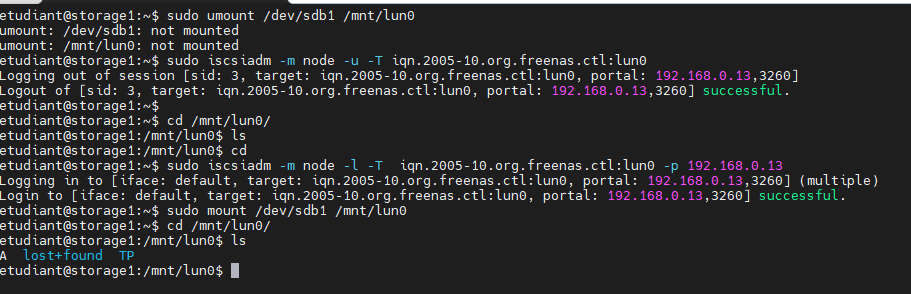 etudiant@storage1:~$ sudo umount /dev/sdb1 /mnt/lun0
umount: /dev/sdb1: not mounted
umount: /mnt/lun0: not mounted
etudiant@storage1:~$ sudo iscsiadm -m node -u -T iqn.2005-10.org.freenas.ctl:lun0
Logging out of session [sid: 3, target: iqn.2005-10.org.freenas.ctl:lun0, portal: 192.168.0.13,3260]
Logout of [sid: 3, target: iqn.2005-10.org.freenas.ctl:lun0, portal: 192.168.0.13,3260] successful.
etudiant@storage1:~$
etudiant@storage1:~$ cd /mnt/lun0/
etudiant@storage1:/mnt/lun0$ ls
etudiant@storage1:/mnt/lun0$ cd
etudiant@storage1:~$ sudo iscsiadm -m node -l -T  iqn.2005-10.org.freenas.ctl:lun0 -p 192.168.0.13
Logging in to [iface: default, target: iqn.2005-10.org.freenas.ctl:lun0, portal: 192.168.0.13,3260] (multiple)
Login to [iface: default, target: iqn.2005-10.org.freenas.ctl:lun0, portal: 192.168.0.13,3260] successful.
etudiant@storage1:~$ sudo mount /dev/sdb1 /mnt/lun0
etudiant@storage1:~$ cd /mnt/lun0/
etudiant@storage1:/mnt/lun0$ ls
A  lost+found  TP
etudiant@storage1:/mnt/lun0$